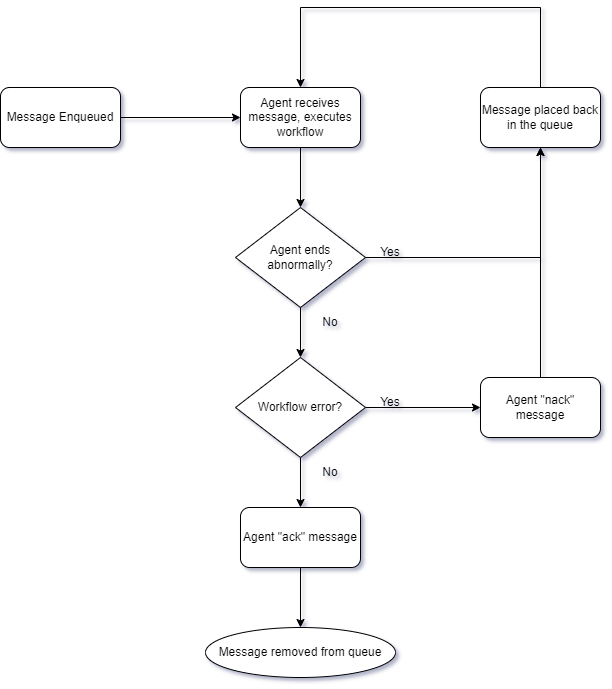 Message Enqueued
Agent receives
message, executes
workflow
Message placed back
in the queue
Agent ends
abnormally?
Yes
No
Workflow error?
Yes
Agent "nack"
message
No
Agent "ack" message
Message removed from queue